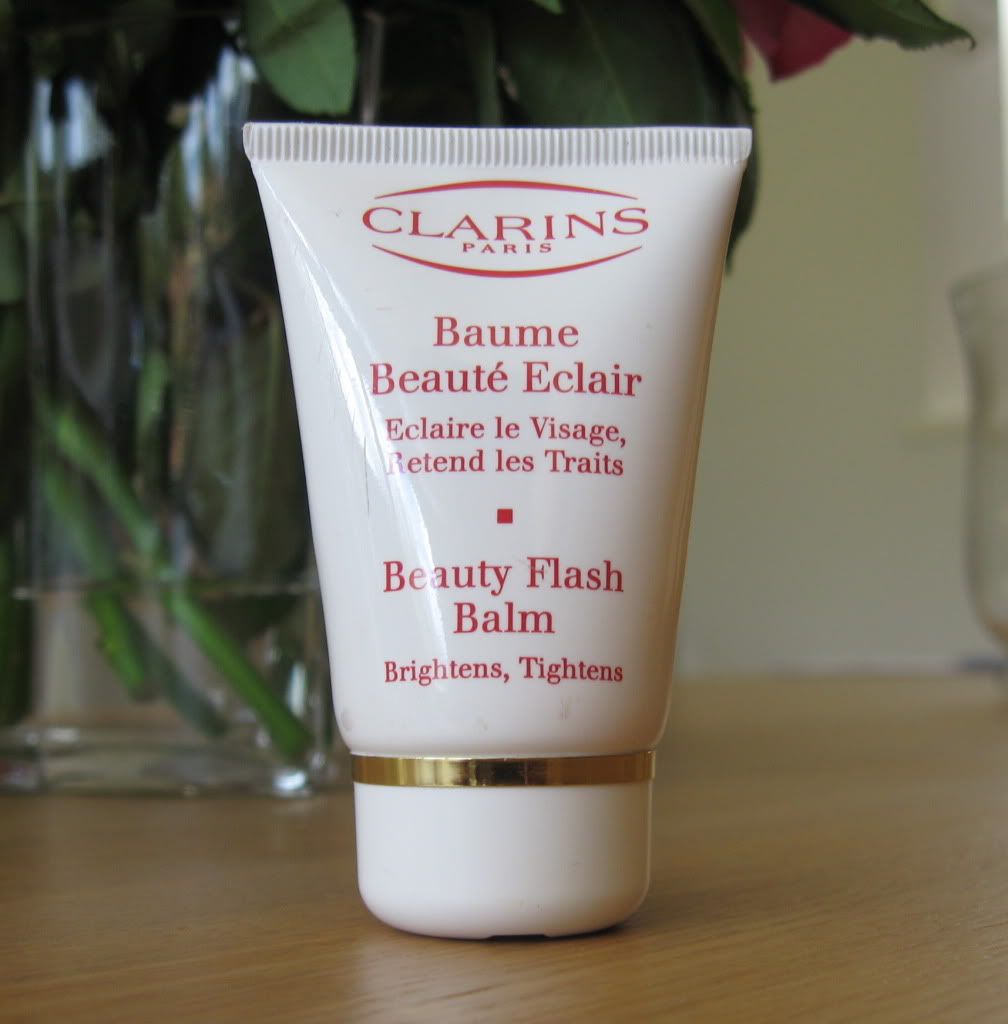 CLARINS
PARIS
Baume
Beauté Eclair
Eclaire le Visage,
Retend les Traits
Beauty Flash
Balm
Brightens, Tightens